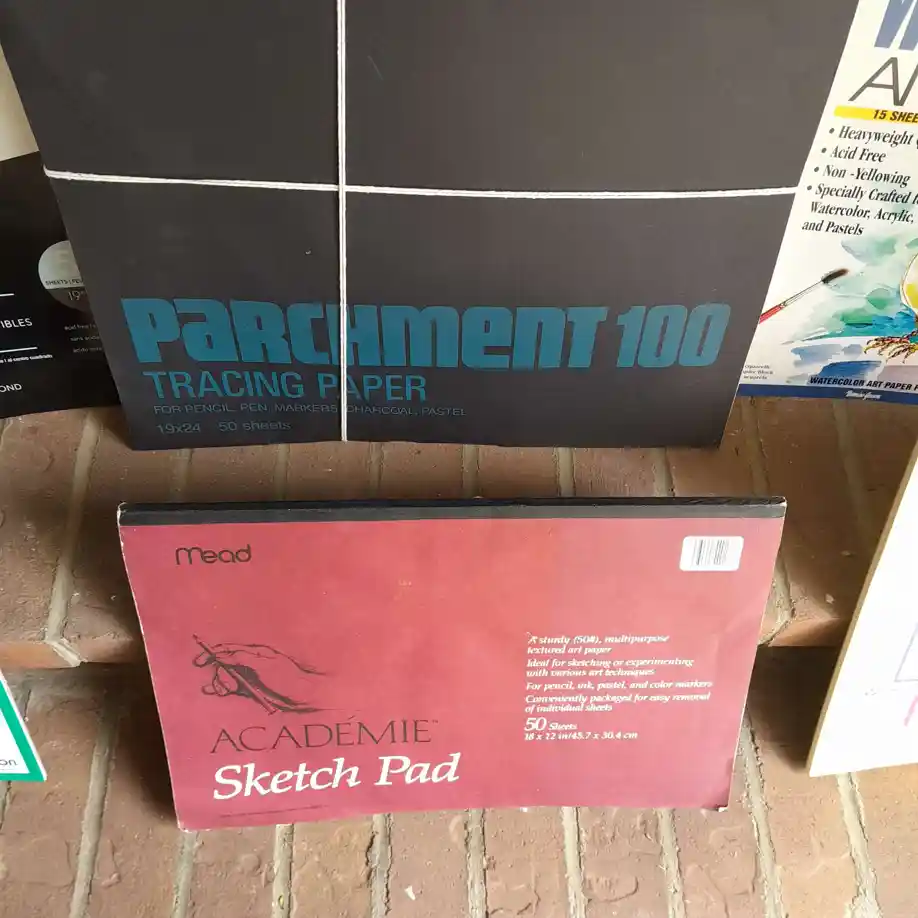 PARCHMENT 100
TRACING PAPER
FOR PENCIL, PEN, MARKERS, CHARCOAL, PASTEL
19x24 50 sheets
15 SHEE
• Heavyweight
• Acid Free
• Non-Yellowing
• Specially Crafted
Watercolor, Acrylic,
and Pastels
WATERCOLOR ART PAPER
IBLES
OND
Mead
A sturdy (50#), multipurpose
textured art paper
Ideal for sketching or experimenting
with various art techniques
For pencil, ink, pastel, and color markers
Conveniently packaged for easy removal
of individual sheets
50 Sheets
18 x 12 in/45.7 x 30.4 cm
ACADÉMIE™
Sketch Pad
on